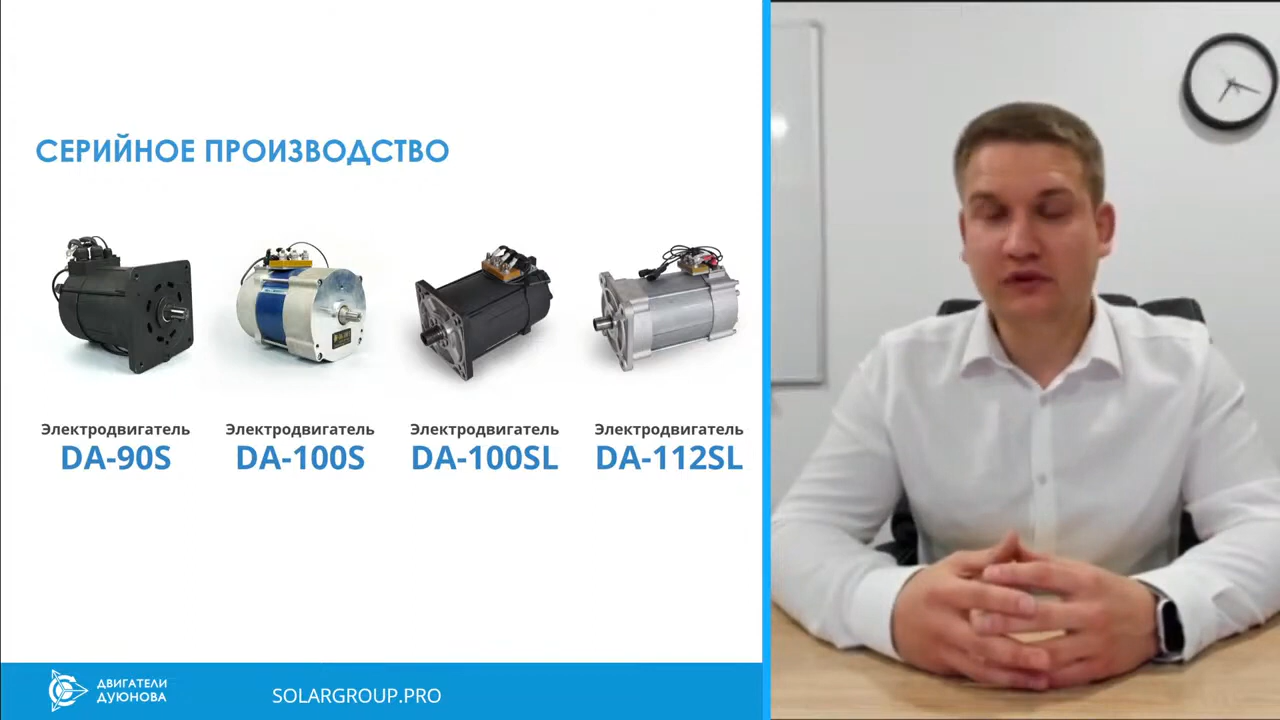 СЕРИЙНОЕ ПРОИЗВОДСТВО
Электродвигатель
DA-90S
Электродвигатель
DA-100S
Электродвигатель
DA-100SL
Электродвигатель
DA-112SL
ДВИГАТЕЛИ
ДУЮНОВА
SOLARGROUP.PRO